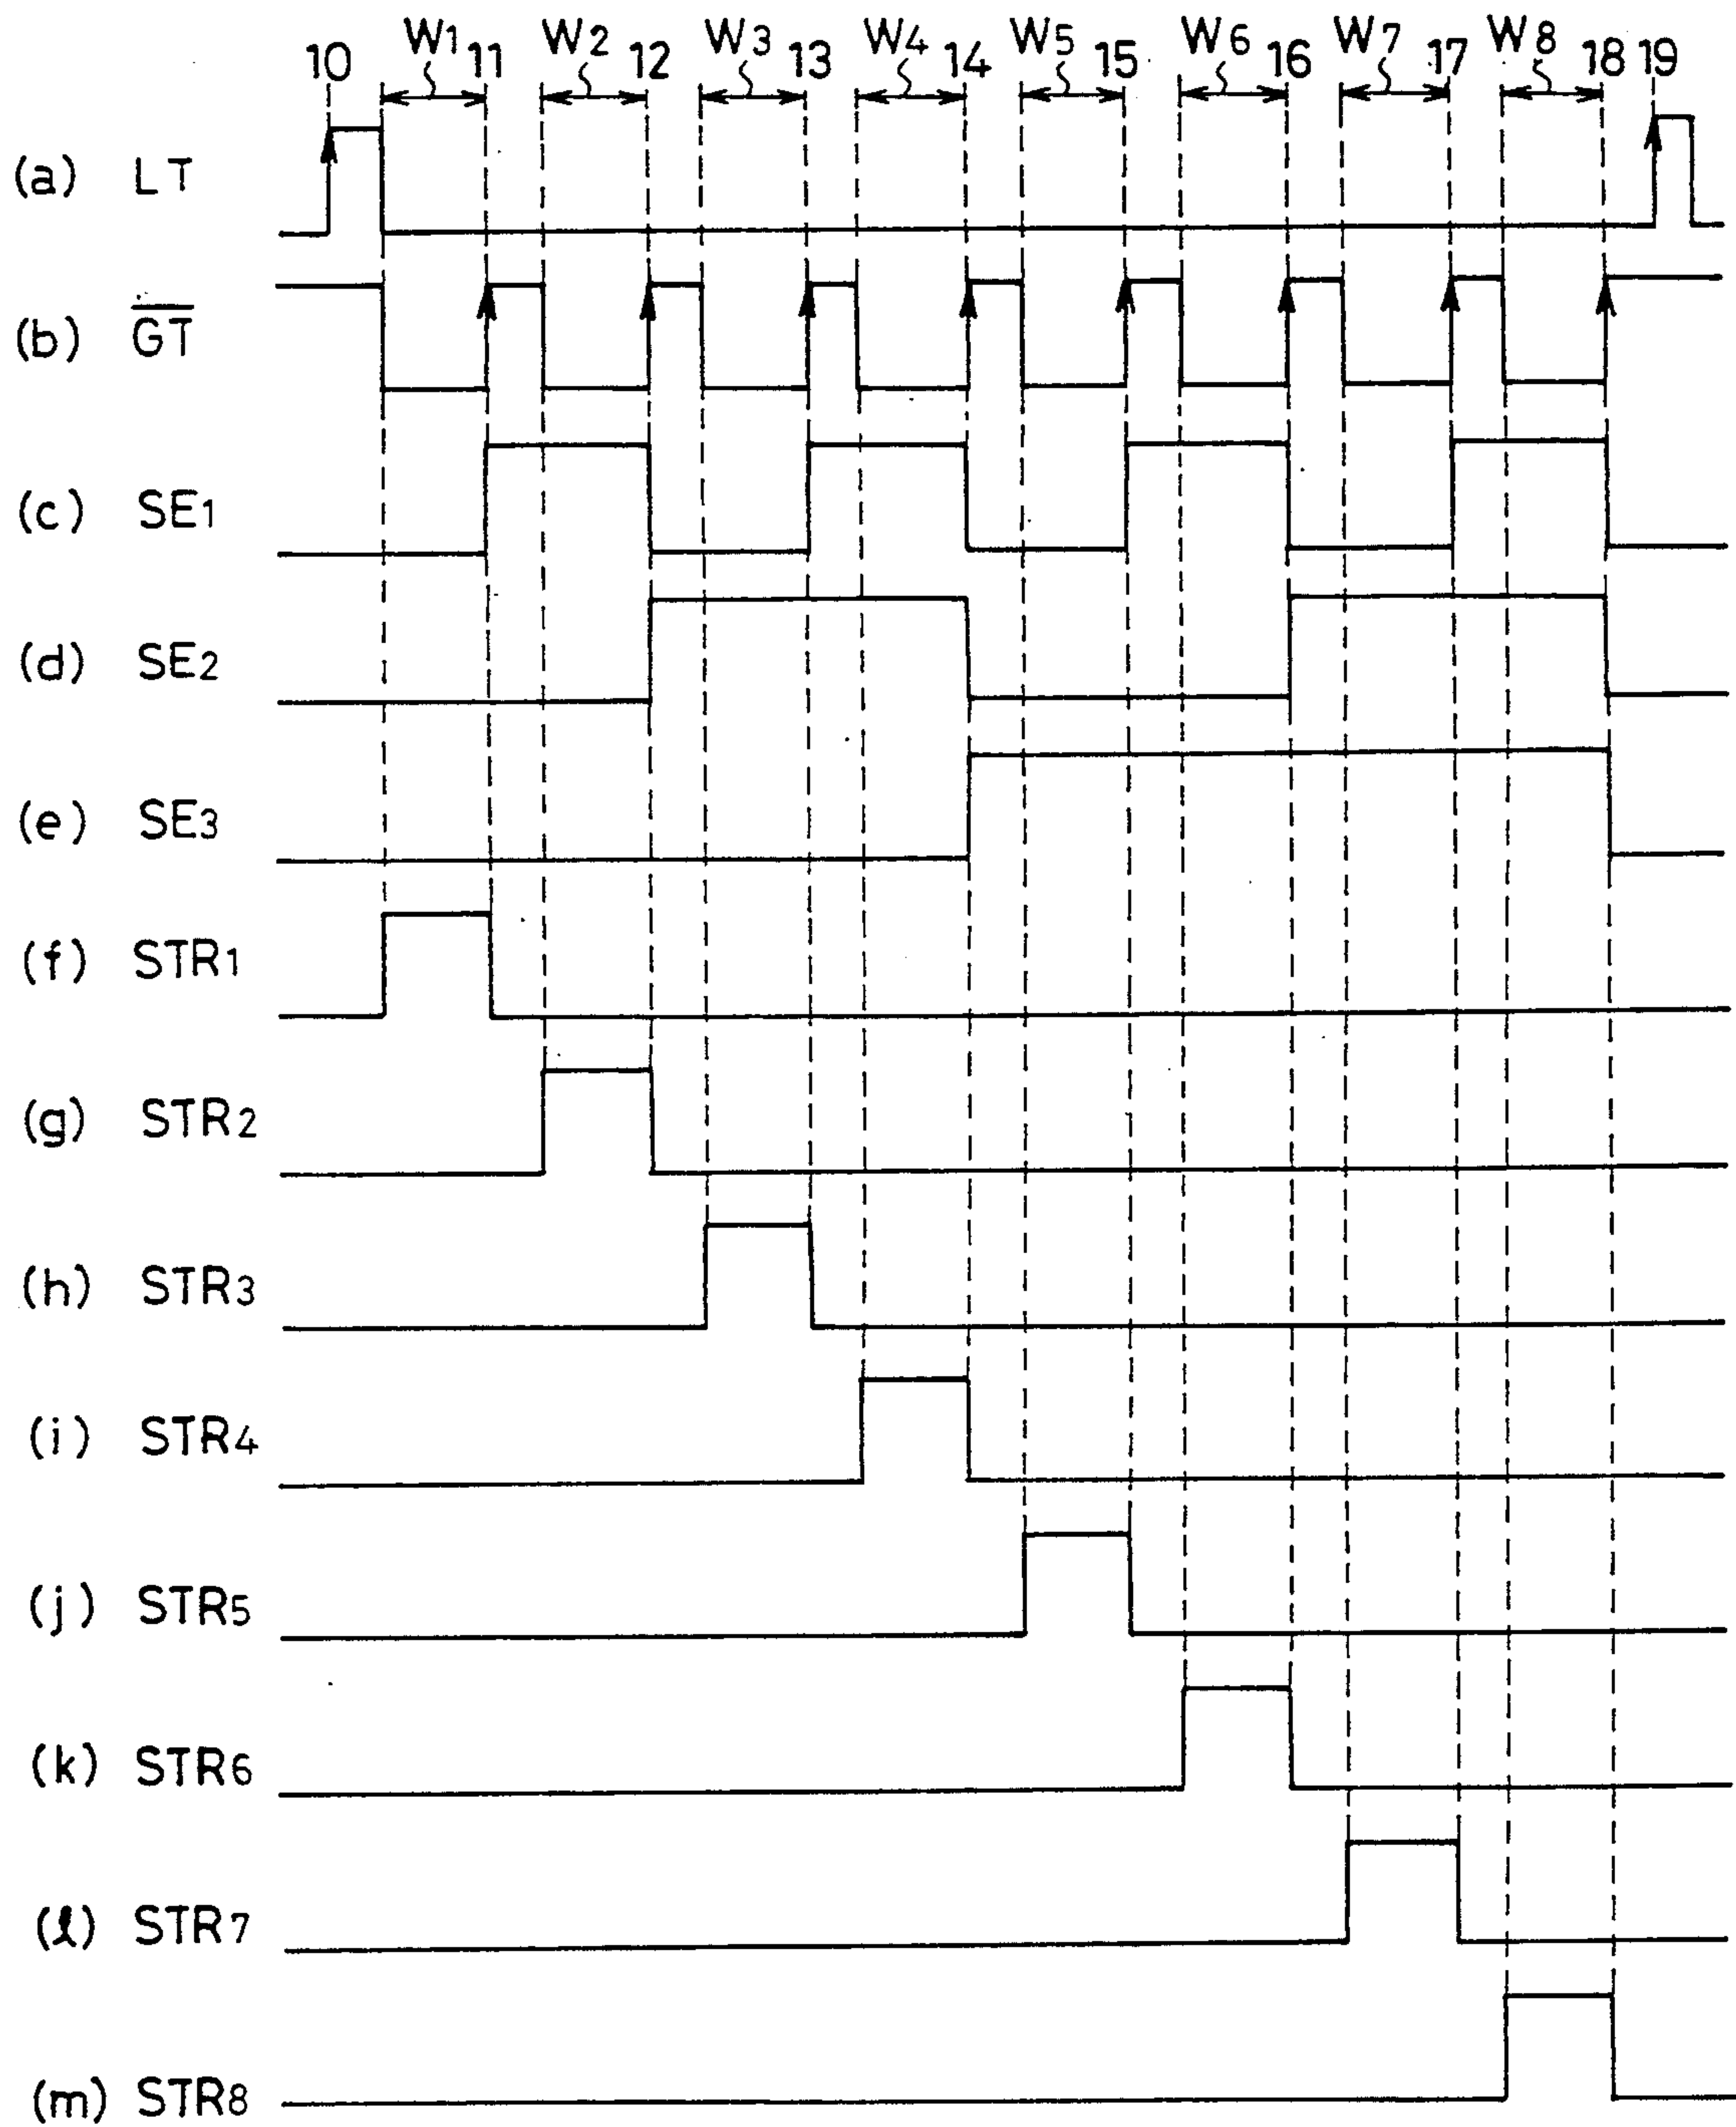 10 W1 11 W2 12 W3 13 W4 14 W5 15 W6 16 W7 17 W8 18 19
(a) LT
(b) G̅T̅
(c) SE1
(d) SE2
(e) SE3
(f) STR1
(g) STR2
(h) STR3
(i) STR4
(j) STR5
(k) STR6
(l) STR7
(m) STR8